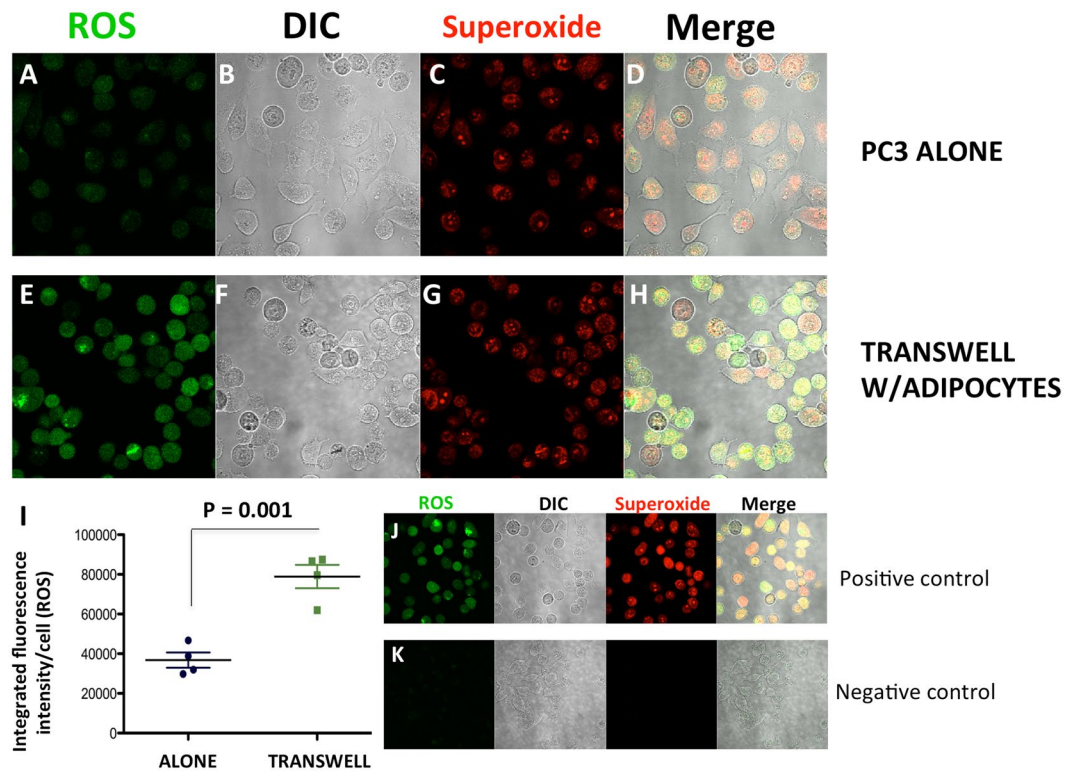 ROS DIC Superoxide Merge
A B C D
PC3 ALONE
E F G H
TRANSWELL
W/ADIPOCYTES
I
P = 0.001
Integrated fluorescence
intensity/cell (ROS)
100000
80000
60000
40000
20000
0
ALONE TRANSWELL
ROS DIC Superoxide Merge
J
Positive control
K
Negative control